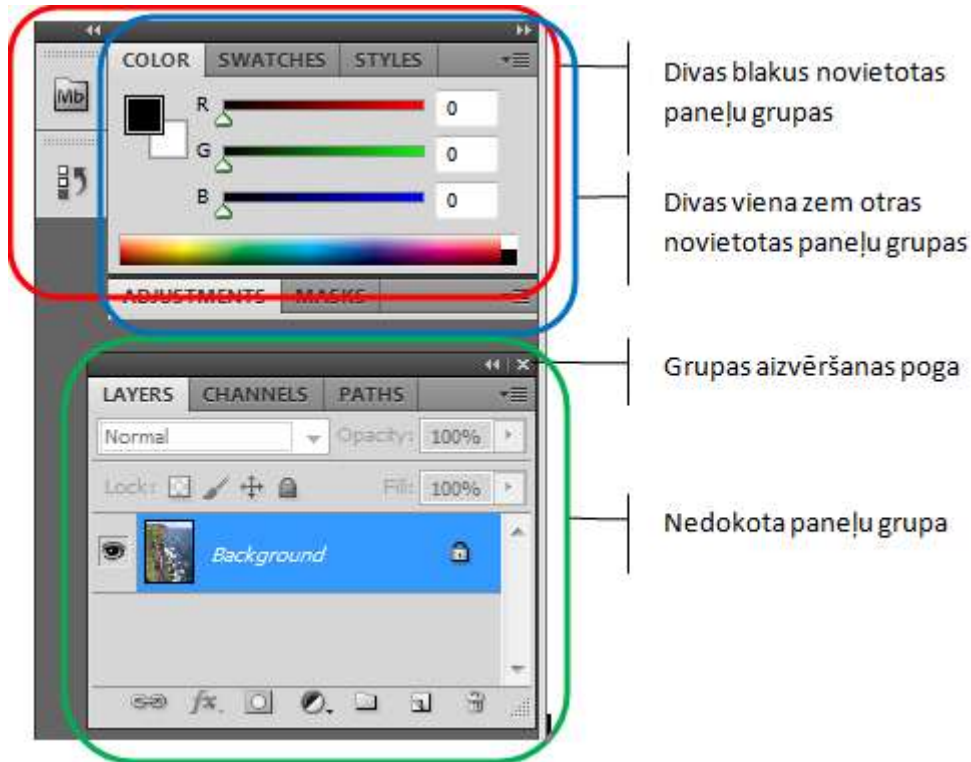 COLOR SWATCHES STYLES
Mb
R 0
G 0
B 0
ADJUSTMENTS MASKS
LAYERS CHANNELS PATHS
Normal Opacity: 100%
Lock: Fill: 100%
Background
fx.
Divas blakus novietotas
paneļu grupas
Divas viena zem otras
novietotas paneļu grupas
Grupas aizvēršanas poga
Nedokota paneļu grupa